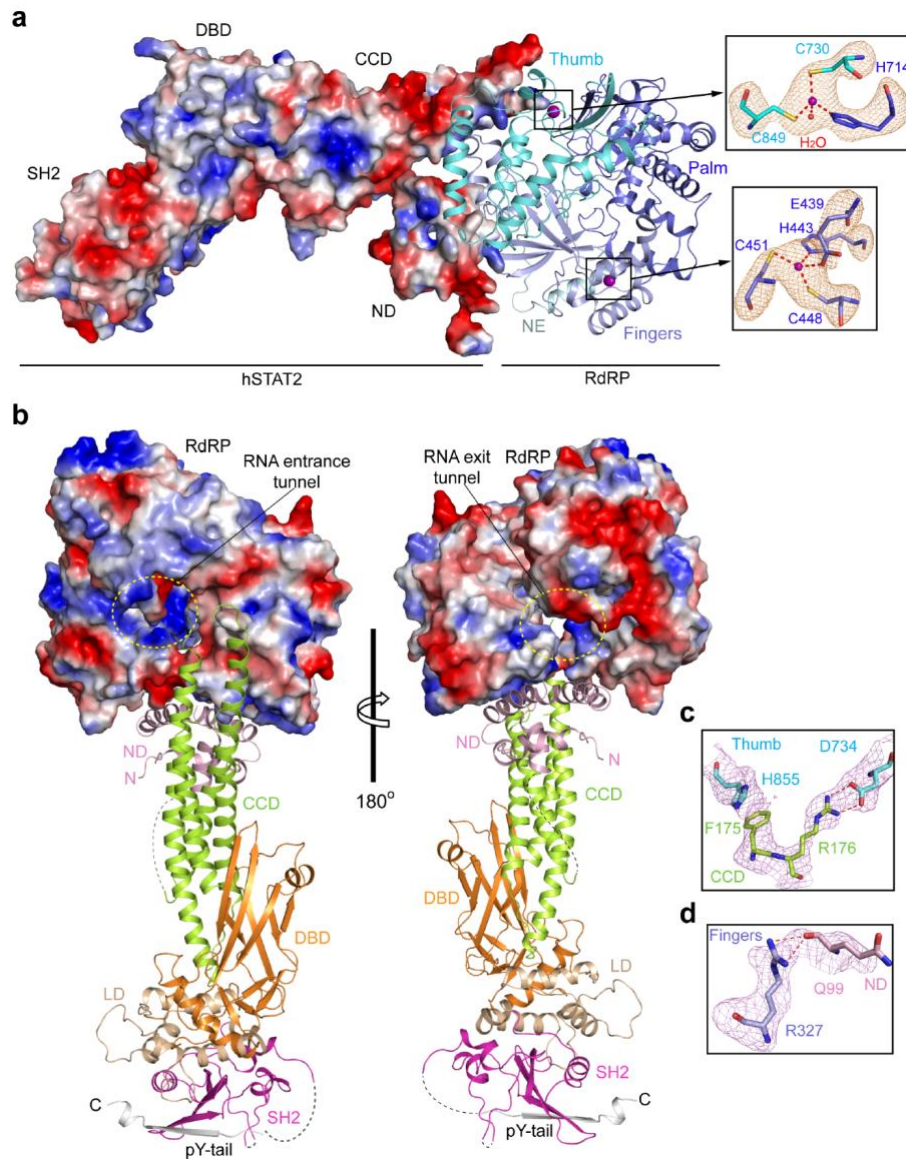 a
DBD
CCD
Thumb
C730
H714
C849
H2O
SH2
Palm
E439
H443
C451
C448
ND
NE
Fingers
hSTAT2
RdRP
b
RdRP
RNA entrance
tunnel
RNA exit
tunnel
RdRP
ND
N
CCD
180°
ND
CCD
c
Thumb
D734
H855
F175
R176
CCD
DBD
DBD
d
Fingers
Q99
ND
R327
LD
LD
SH2
SH2
C
pY-tail
C
pY-tail